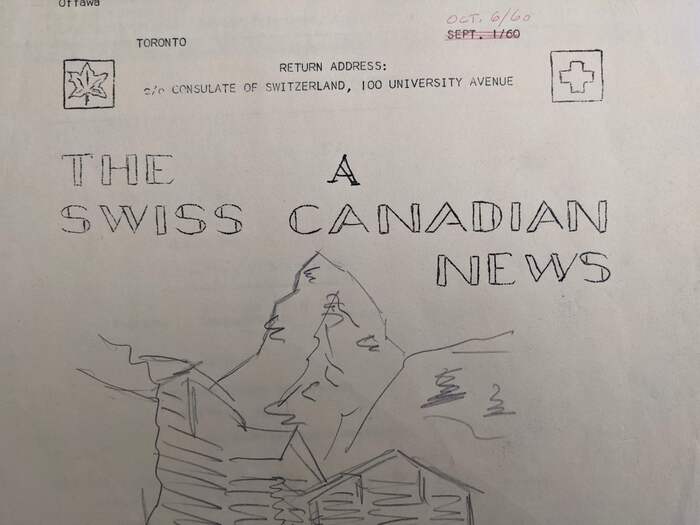 Ottawa
OCT. 6/60
TORONTO
SEPT. 1/60
RETURN ADDRESS:
c/o CONSULATE OF SWITZERLAND, 100 UNIVERSITY AVENUE
THE A
SWISS CANADIAN
NEWS